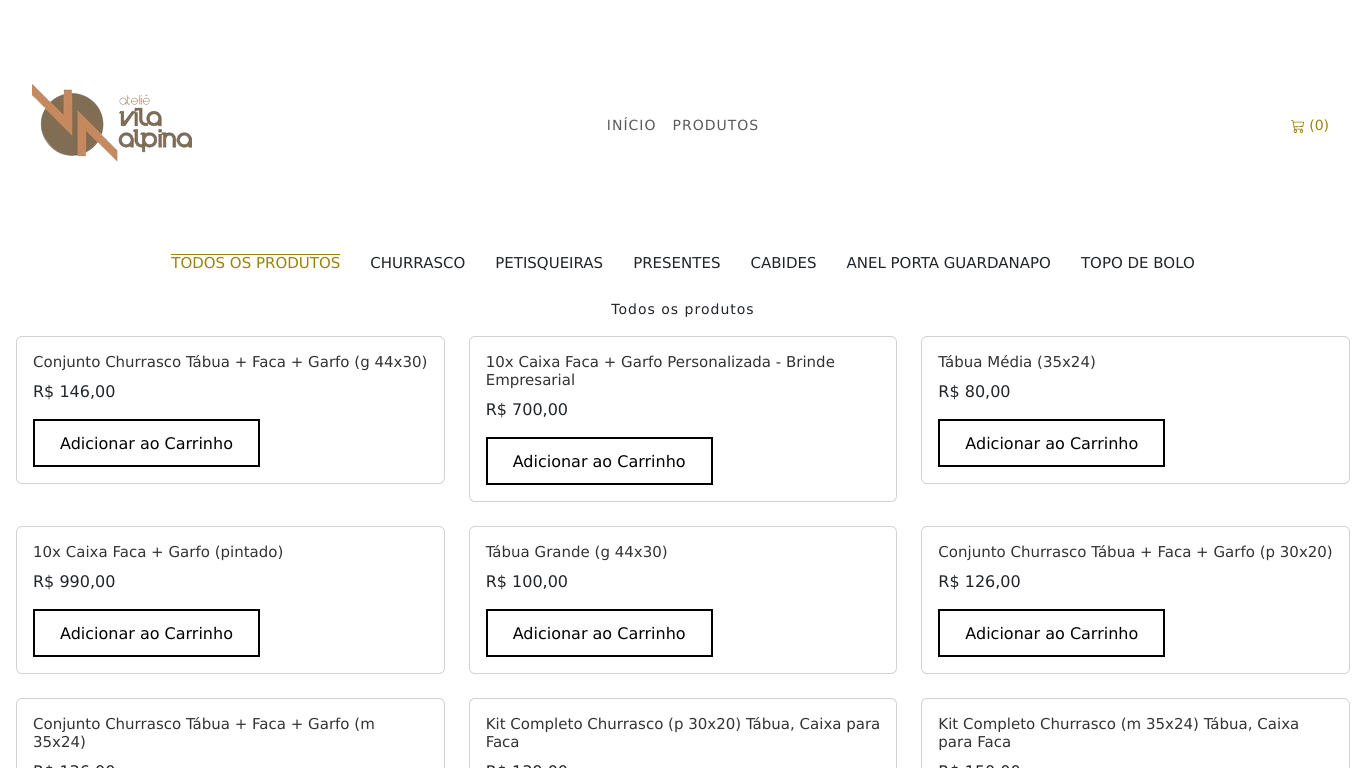 ateliê
vila
alpina
INÍCIO PRODUTOS
(0)
TODOS OS PRODUTOS CHURRASCO PETISQUEIRAS PRESENTES CABIDES ANEL PORTA GUARDANAPO TOPO DE BOLO
Todos os produtos
Conjunto Churrasco Tábua + Faca + Garfo (g 44x30)
R$ 146,00
Adicionar ao Carrinho
10x Caixa Faca + Garfo Personalizada - Brinde
Empresarial
R$ 700,00
Adicionar ao Carrinho
Tábua Média (35x24)
R$ 80,00
Adicionar ao Carrinho
10x Caixa Faca + Garfo (pintado)
R$ 990,00
Adicionar ao Carrinho
Tábua Grande (g 44x30)
R$ 100,00
Adicionar ao Carrinho
Conjunto Churrasco Tábua + Faca + Garfo (p 30x20)
R$ 126,00
Adicionar ao Carrinho
Conjunto Churrasco Tábua + Faca + Garfo (m
35x24)
R$ 136,00
Kit Completo Churrasco (p 30x20) Tábua, Caixa para
Faca
Kit Completo Churrasco (m 35x24) Tábua, Caixa
para Faca
R$ 150,00